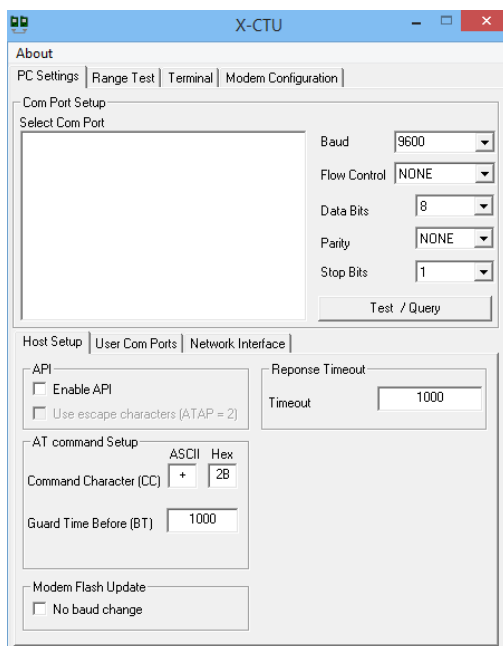 X-CTU
About
PC Settings Range Test Terminal Modem Configuration
Com Port Setup
Select Com Port
Baud 9600
Flow Control NONE
Data Bits 8
Parity NONE
Stop Bits 1
Test / Query
Host Setup User Com Ports Network Interface
API
Enable API
Use escape characters (ATAP = 2)
Reponse Timeout
Timeout 1000
AT command Setup
ASCII Hex
Command Character (CC) + 2B
Guard Time Before (BT) 1000
Modem Flash Update
No baud change